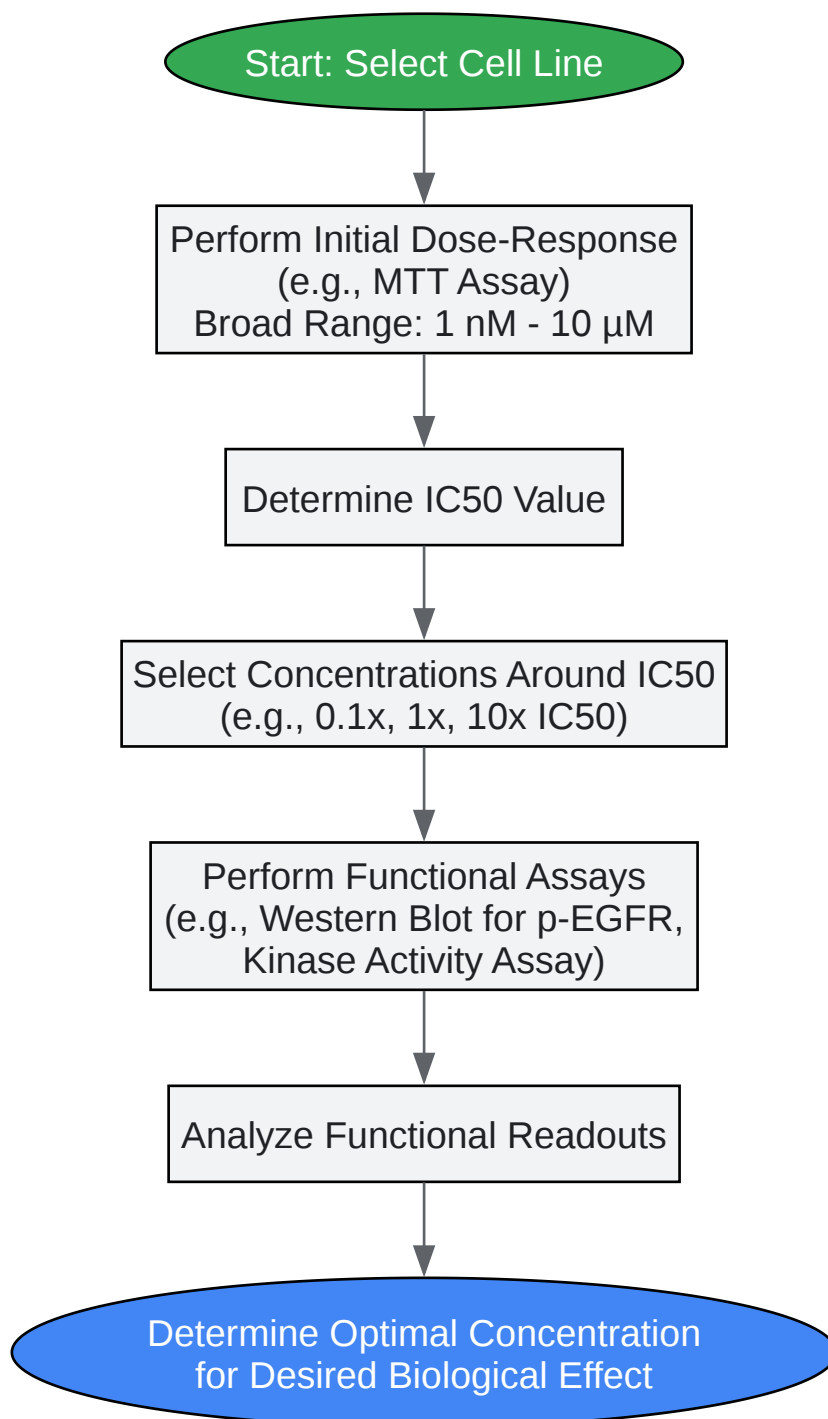 Start: Select Cell Line
Perform Initial Dose-Response
(e.g., MTT Assay)
Broad Range: 1 nM - 10 µM
Determine IC50 Value
Select Concentrations Around IC50
(e.g., 0.1x, 1x, 10x IC50)
Perform Functional Assays
(e.g., Western Blot for p-EGFR,
Kinase Activity Assay)
Analyze Functional Readouts
Determine Optimal Concentration
for Desired Biological Effect